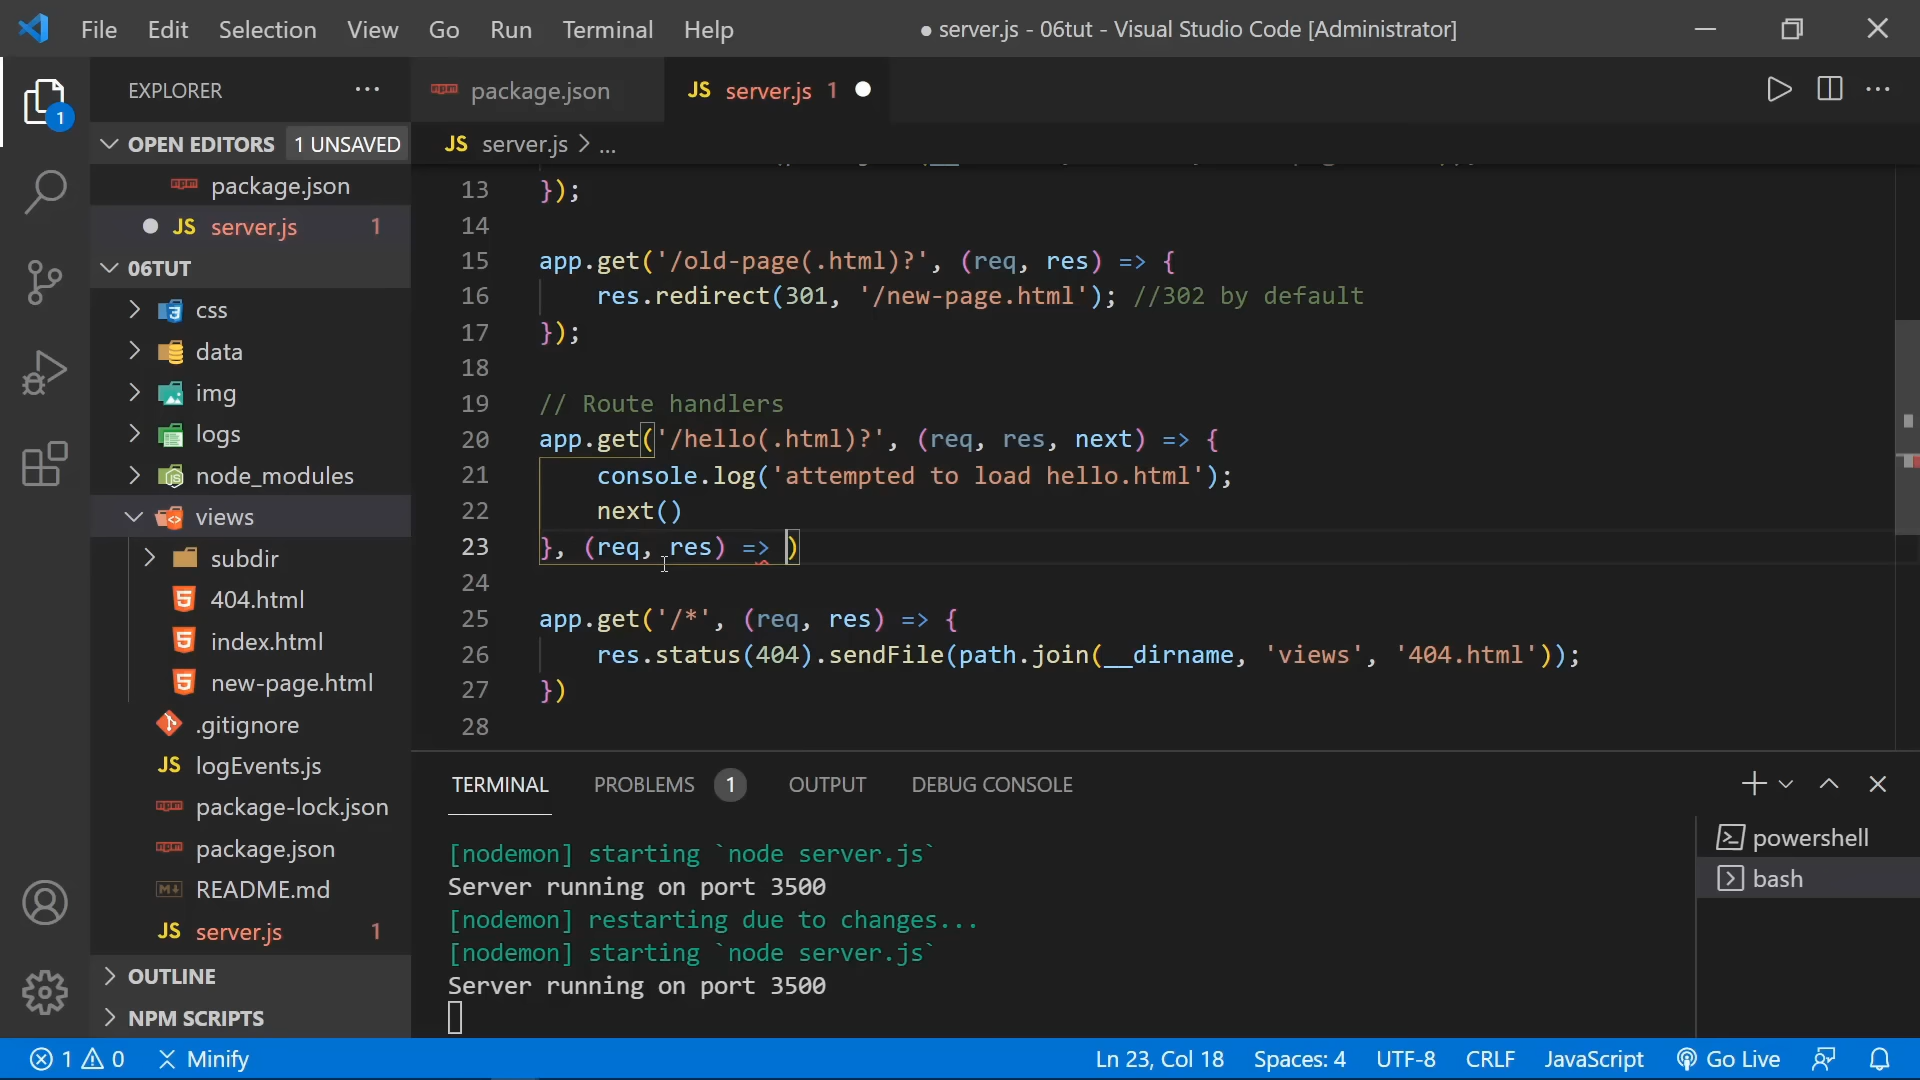 File Edit Selection View Go Run Terminal Help
● server.js - 06tut - Visual Studio Code [Administrator]
EXPLORER ...
package.json
JS server.js 1
1
OPEN EDITORS 1 UNSAVED
JS server.js > ...
package.json
JS server.js 1
06TUT
css
data
img
logs
node_modules
views
subdir
404.html
index.html
new-page.html
.gitignore
JS logEvents.js
package-lock.json
package.json
README.md
JS server.js 1
OUTLINE
NPM SCRIPTS
13 });
14
15 app.get('/old-page(.html)?', (req, res) => {
16 res.redirect(301, '/new-page.html'); //302 by default
17 });
18
19 // Route handlers
20 app.get('/hello(.html)?', (req, res, next) => {
21 console.log('attempted to load hello.html');
22 next()
23 }, (req, res) => )
24
25 app.get('/*', (req, res) => {
26 res.status(404).sendFile(path.join(__dirname, 'views', '404.html'));
27 })
28
TERMINAL PROBLEMS 1 OUTPUT DEBUG CONSOLE
[nodemon] starting `node server.js`
Server running on port 3500
[nodemon] restarting due to changes...
[nodemon] starting `node server.js`
Server running on port 3500
powershell
bash
1 0 Minify
Ln 23, Col 18 Spaces: 4 UTF-8 CRLF JavaScript Go Live